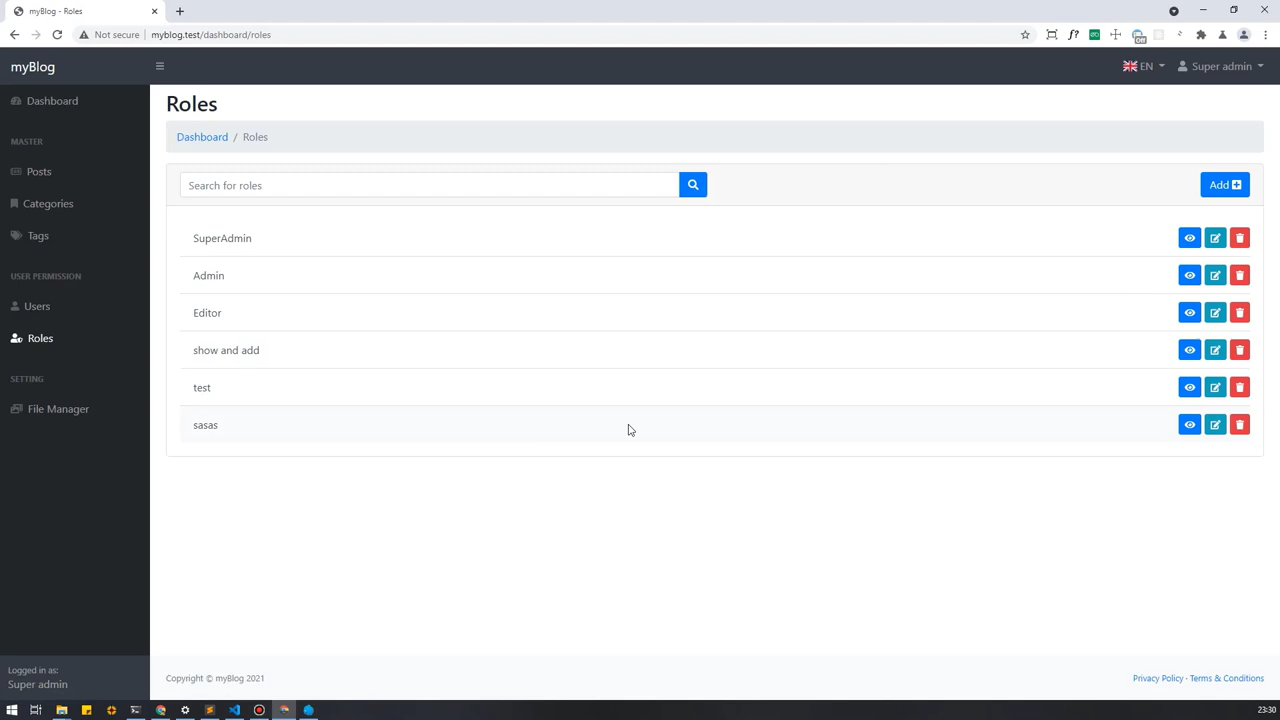 myBlog - Roles
Not secure
myblog.test/dashboard/roles
Off
myBlog
EN
Super admin
Dashboard
MASTER
Posts
Categories
Tags
USER PERMISSION
Users
Roles
SETTING
File Manager
Logged in as:
Super admin
Roles
Dashboard / Roles
Search for roles
Add
SuperAdmin
Admin
Editor
show and add
test
sasas
Copyright © myBlog 2021
Privacy Policy · Terms & Conditions
23:30